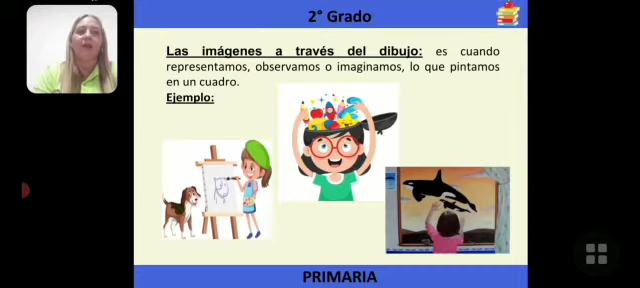 2° Grado
Las imágenes a través del dibujo: es cuando
representamos, observamos o imaginamos, lo que pintamos
en un cuadro.
Ejemplo:
PRIMARIA